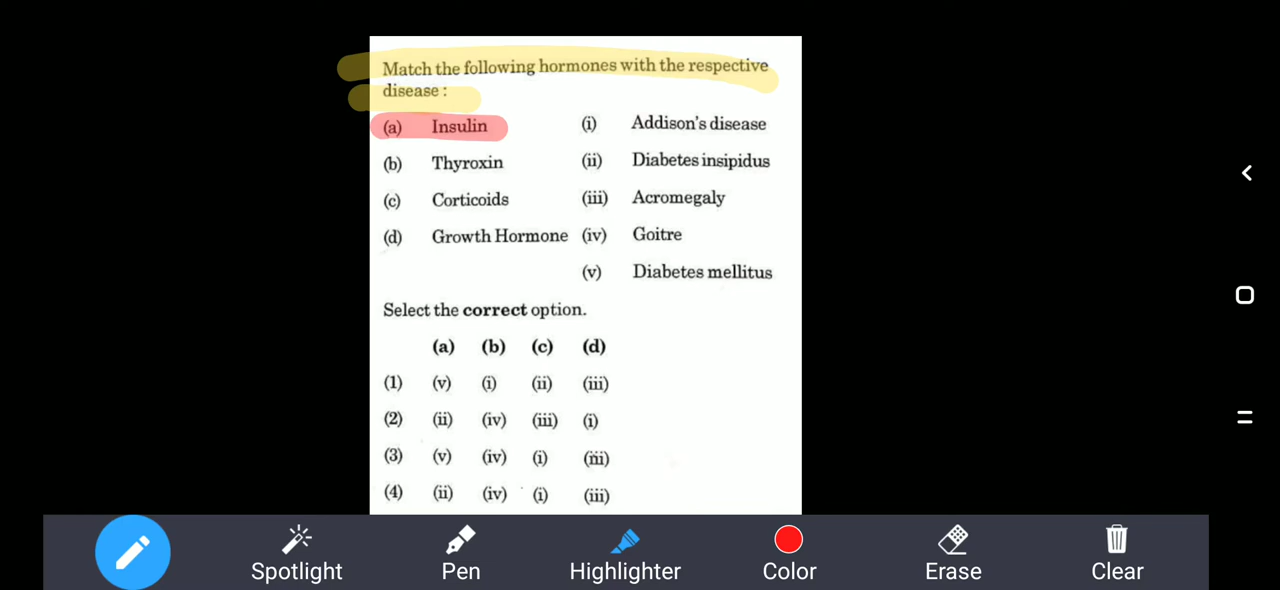 Match the following hormones with the respective
disease :
(a) Insulin (i) Addison's disease
(b) Thyroxin (ii) Diabetes insipidus
(c) Corticoids (iii) Acromegaly
(d) Growth Hormone (iv) Goitre
(v) Diabetes mellitus
Select the correct option.
(a) (b) (c) (d)
(1) (v) (i) (ii) (iii)
(2) (ii) (iv) (iii) (i)
(3) (v) (iv) (i) (iii)
(4) (ii) (iv) (i) (iii)
Spotlight Pen Highlighter Color Erase Clear